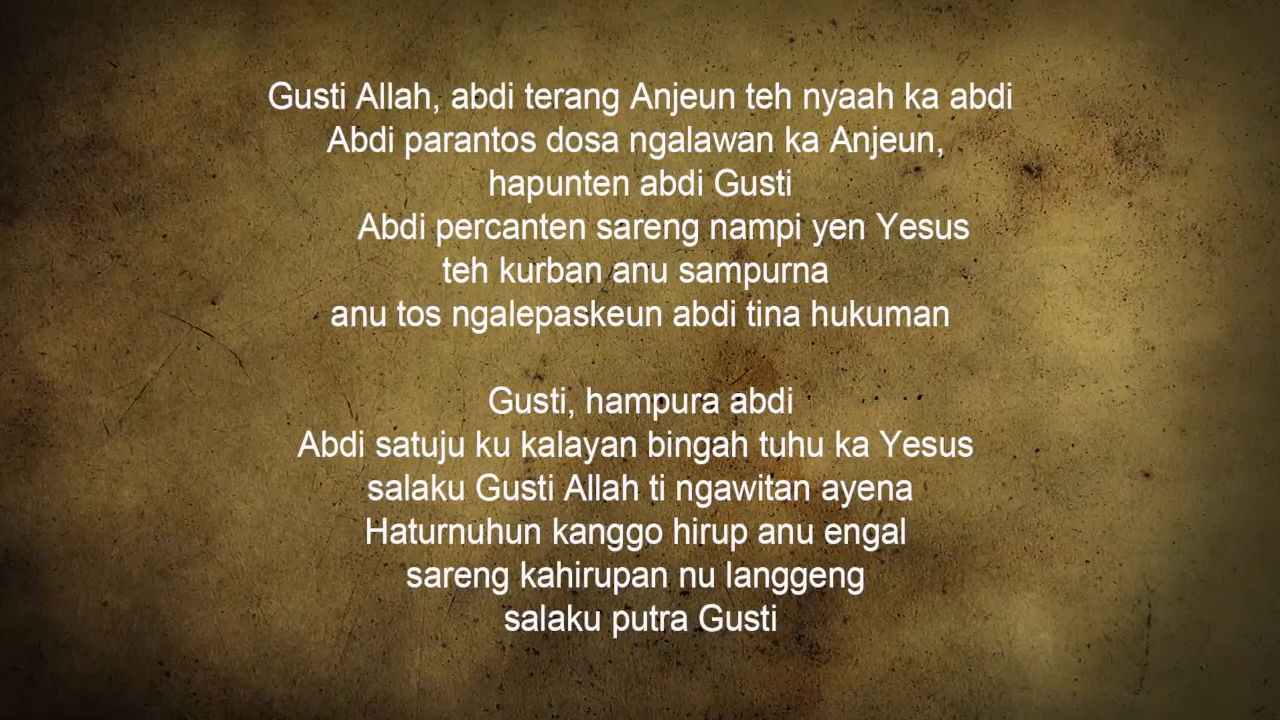 Gusti Allah, abdi terang Anjeun teh nyaah ka abdi
Abdi parantos dosa ngalawan ka Anjeun,
hapunten abdi Gusti
Abdi percanten sareng nampi yen Yesus
teh kurban anu sampurna
anu tos ngalepaskeun abdi tina hukuman
Gusti, hampura abdi
Abdi satuju ku kalayan bingah tuhu ka Yesus
salaku Gusti Allah ti ngawitan ayena
Haturnuhun kanggo hirup anu engal
sareng kahirupan nu langgeng
salaku putra Gusti